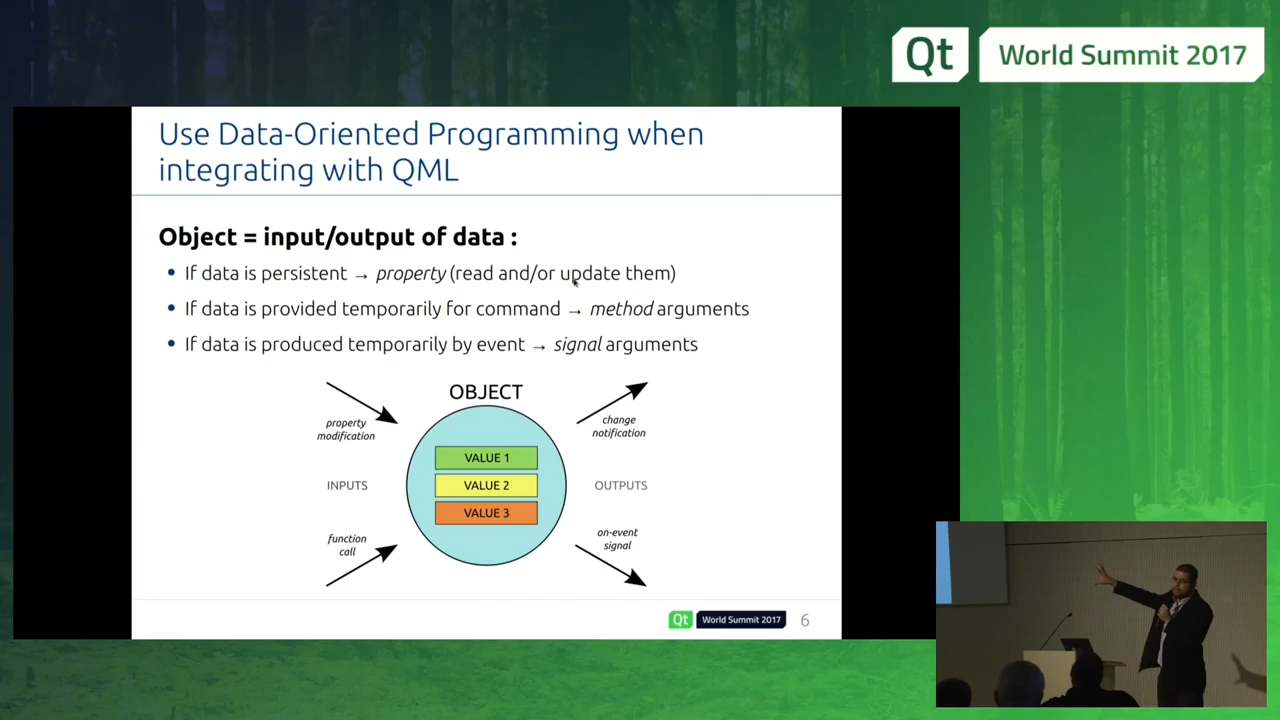 Qt World Summit 2017
Use Data-Oriented Programming when
integrating with QML
Object = input/output of data :
• If data is persistent → property (read and/or update them)
• If data is provided temporarily for command → method arguments
• If data is produced temporarily by event → signal arguments
OBJECT
property
modification
change
notification
VALUE 1
INPUTS
VALUE 2
OUTPUTS
VALUE 3
function
call
on-event
signal
Qt World Summit 2017 6